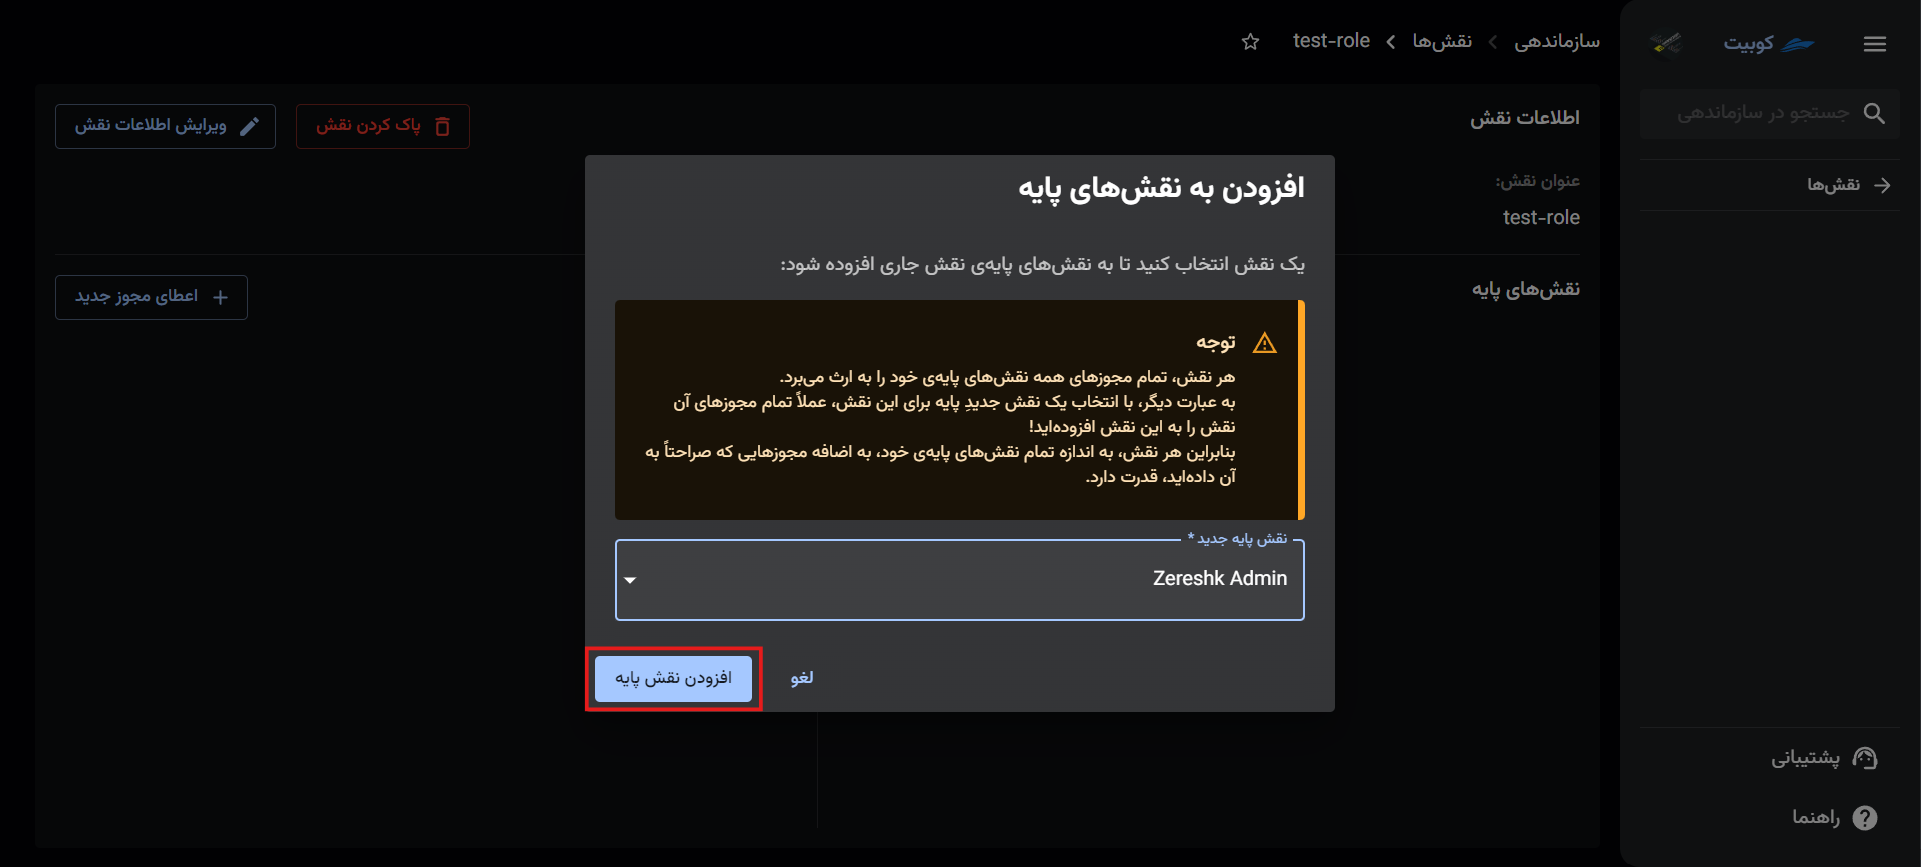 کوبیت
جستجو در سازماندهی
نقش‌ها
پشتیبانی
راهنما
سازماندهی
نقش‌ها
test-role
اطلاعات نقش
پاک کردن نقش
ویرایش اطلاعات نقش
عنوان نقش:
test-role
نقش‌های پایه
اعطای مجوز جدید
افزودن به نقش‌های پایه
یک نقش انتخاب کنید تا به نقش‌های پایه‌ی نقش جاری افزوده شود:
توجه
هر نقش، تمام مجوزهای همه نقش‌های پایه‌ی خود را به ارث می‌برد.
به عبارت دیگر، با انتخاب یک نقش جدیدِ پایه برای این نقش، عملاً تمام مجوزهای آن
نقش را به این نقش افزوده‌اید!
بنابراین هر نقش، به اندازه تمام نقش‌های پایه‌ی خود، به اضافه مجوزهایی که صراحتاً به
آن داده‌اید، قدرت دارد.
نقش پایه جدید *
Zereshk Admin
لغو
افزودن نقش پایه